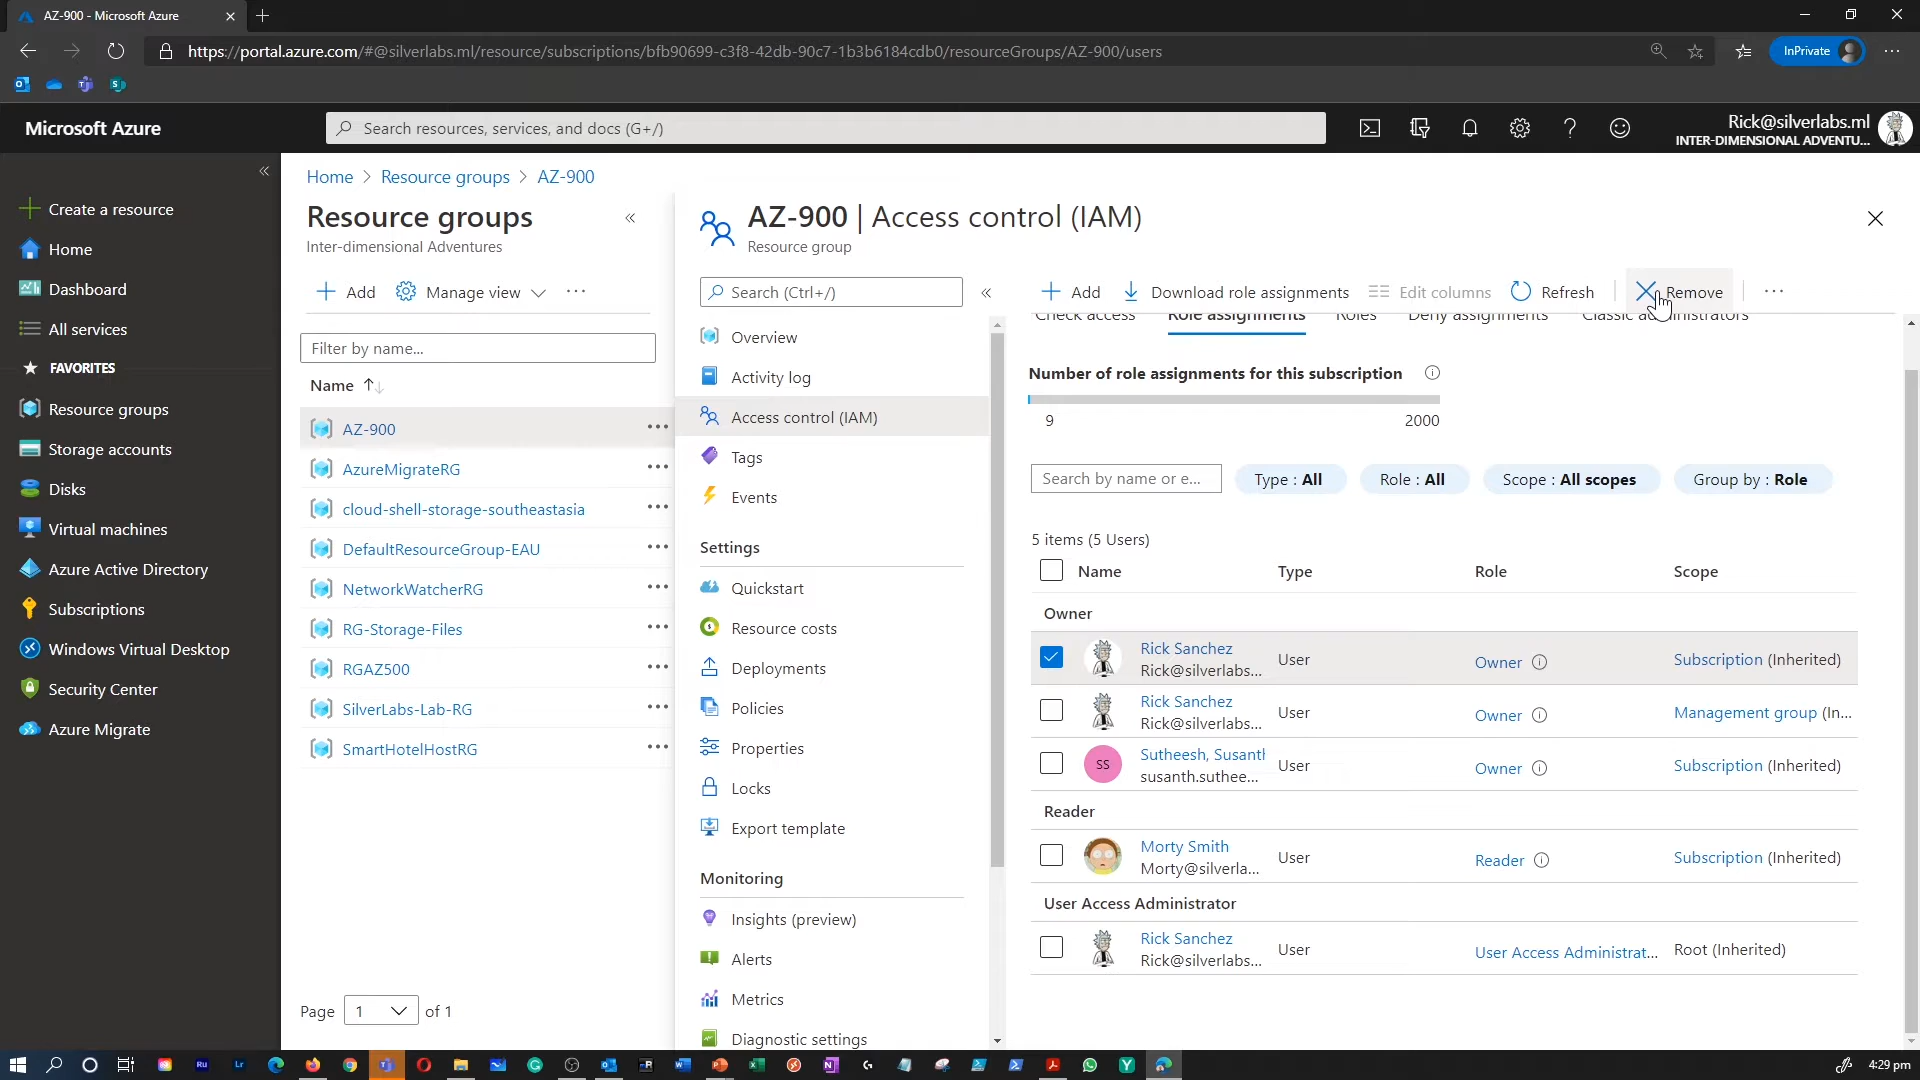 AZ-900 - Microsoft Azure
https://portal.azure.com/#@silverlabs.ml/resource/subscriptions/bfb90699-c3f8-42db-90c7-1b3b6184cdb0/resourceGroups/AZ-900/users
InPrivate
Microsoft Azure
Search resources, services, and docs (G+/)
Rick@silverlabs.ml
INTER-DIMENSIONAL ADVENTU...
Create a resource
Home
Dashboard
All services
FAVORITES
Resource groups
Storage accounts
Disks
Virtual machines
Azure Active Directory
Subscriptions
Windows Virtual Desktop
Security Center
Azure Migrate
Home > Resource groups > AZ-900
Resource groups
Inter-dimensional Adventures
Add Manage view ...
Filter by name...
Name
AZ-900
AzureMigrateRG
cloud-shell-storage-southeastasia
DefaultResourceGroup-EAU
NetworkWatcherRG
RG-Storage-Files
RGAZ500
SilverLabs-Lab-RG
SmartHotelHostRG
Page 1 of 1
AZ-900 | Access control (IAM)
Resource group
Search (Ctrl+/)
Overview
Activity log
Access control (IAM)
Tags
Events
Settings
Quickstart
Resource costs
Deployments
Policies
Properties
Locks
Export template
Monitoring
Insights (preview)
Alerts
Metrics
Diagnostic settings
Add Download role assignments Edit columns Refresh Remove ...
Check access Role assignments Roles Deny assignments Classic administrators
Number of role assignments for this subscription
9 2000
Search by name or e... Type : All Role : All Scope : All scopes Group by : Role
5 items (5 Users)
Name Type Role Scope
Owner
Rick Sanchez
Rick@silverlabs... User Owner Subscription (Inherited)
Rick Sanchez
Rick@silverlabs... User Owner Management group (In...
SS Sutheesh, Susanth
susanth.suthee... User Owner Subscription (Inherited)
Reader
Morty Smith
Morty@silverla... User Reader Subscription (Inherited)
User Access Administrator
Rick Sanchez
Rick@silverlabs... User User Access Administrat... Root (Inherited)
4:29 pm